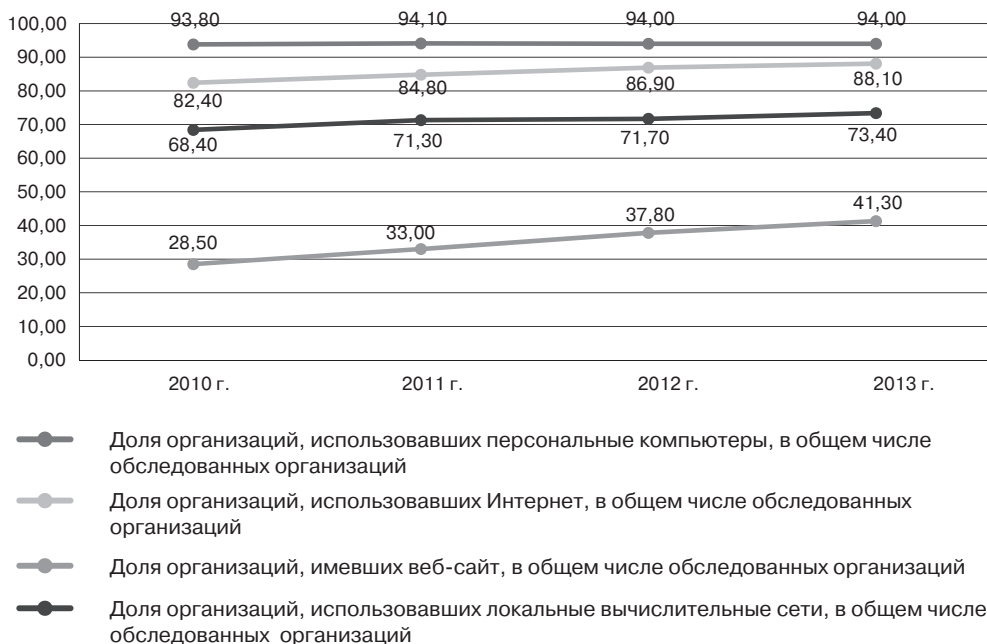 93,80 94,10 94,00 94,00
100,00
90,00
82,40 84,80 86,90 88,10
80,00
70,00
68,40 71,30 71,70 73,40
60,00
50,00
40,00
28,50 33,00 37,80 41,30
30,00
20,00
10,00
0,00
2010 г. 2011 г. 2012 г. 2013 г.
Доля организаций, использовавших персональные компьютеры, в общем числе
обследованных организаций
Доля организаций, использовавших Интернет, в общем числе обследованных
организаций
Доля организаций, имевших веб-сайт, в общем числе обследованных организаций
Доля организаций, использовавших локальные вычислительные сети, в общем числе
обследованных организаций